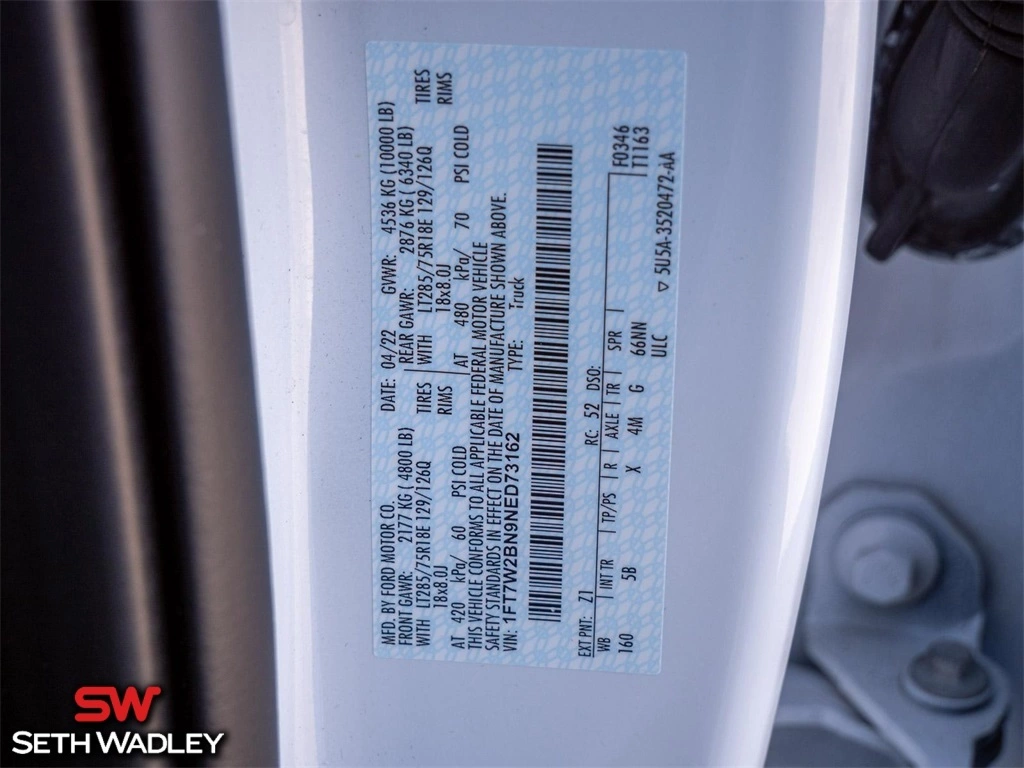 MFD. BY FORD MOTOR CO. DATE: 04/22 GVWR: 4536 KG (10000 LB)
FRONT GAWR: 2177 KG ( 4800 LB) REAR GAWR: 2876 KG ( 6340 LB)
WITH LT285/75R18E 129/126Q TIRES WITH LT285/75R18E 129/126Q TIRES
18x8.0J RIMS 18x8.0J RIMS
AT 420 kPa/ 60 PSI COLD AT 480 kPa/ 70 PSI COLD
THIS VEHICLE CONFORMS TO ALL APPLICABLE FEDERAL MOTOR VEHICLE
SAFETY STANDARDS IN EFFECT ON THE DATE OF MANUFACTURE SHOWN ABOVE.
VIN: 1FT7W2BN9NED73162 TYPE: Truck
EXT PNT: Z1 RC: 52 DSO: F0346
WB INT TR TP/PS R AXLE TR SPR T1163
160 5B X 4M G 66NN
ULC ▽ 5U5A-3520472-AA
SW
SETH WADLEY